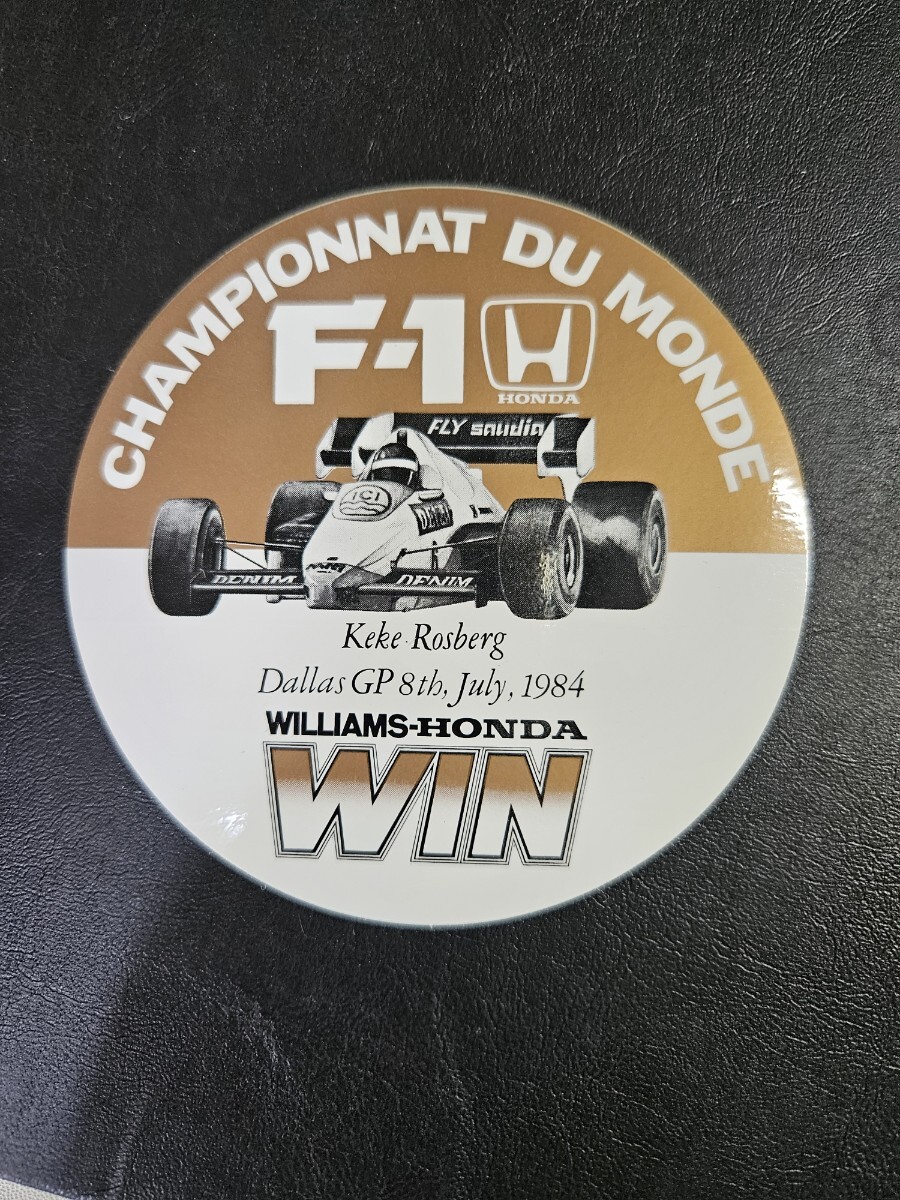 CHAMPIONNAT DU MONDE
F-1
HONDA
FLY saudia
ICI
DENIM
DENIM
Keke Rosberg
Dallas GP 8th, July, 1984
WILLIAMS-HONDA
WIN